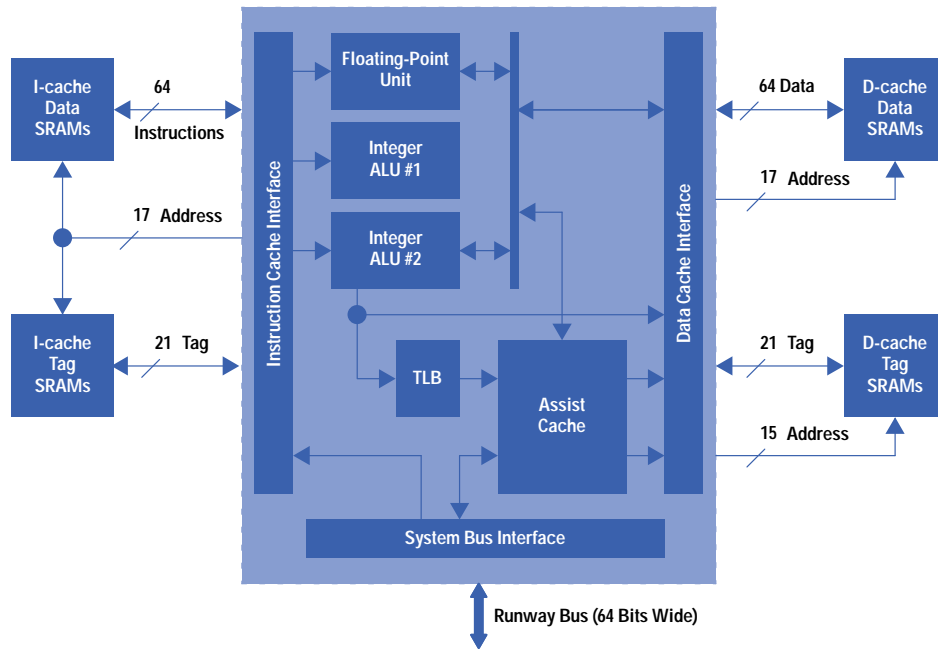 Floating-Point
Unit
I-cache
Data
SRAMs
64
Instructions
64 Data
D-cache
Data
SRAMs
Integer
ALU #1
17 Address
17 Address
Integer
ALU #2
Instruction Cache Interface
Data Cache Interface
I-cache
Tag
SRAMs
21 Tag
TLB
Assist
Cache
21 Tag
D-cache
Tag
SRAMs
15 Address
System Bus Interface
Runway Bus (64 Bits Wide)